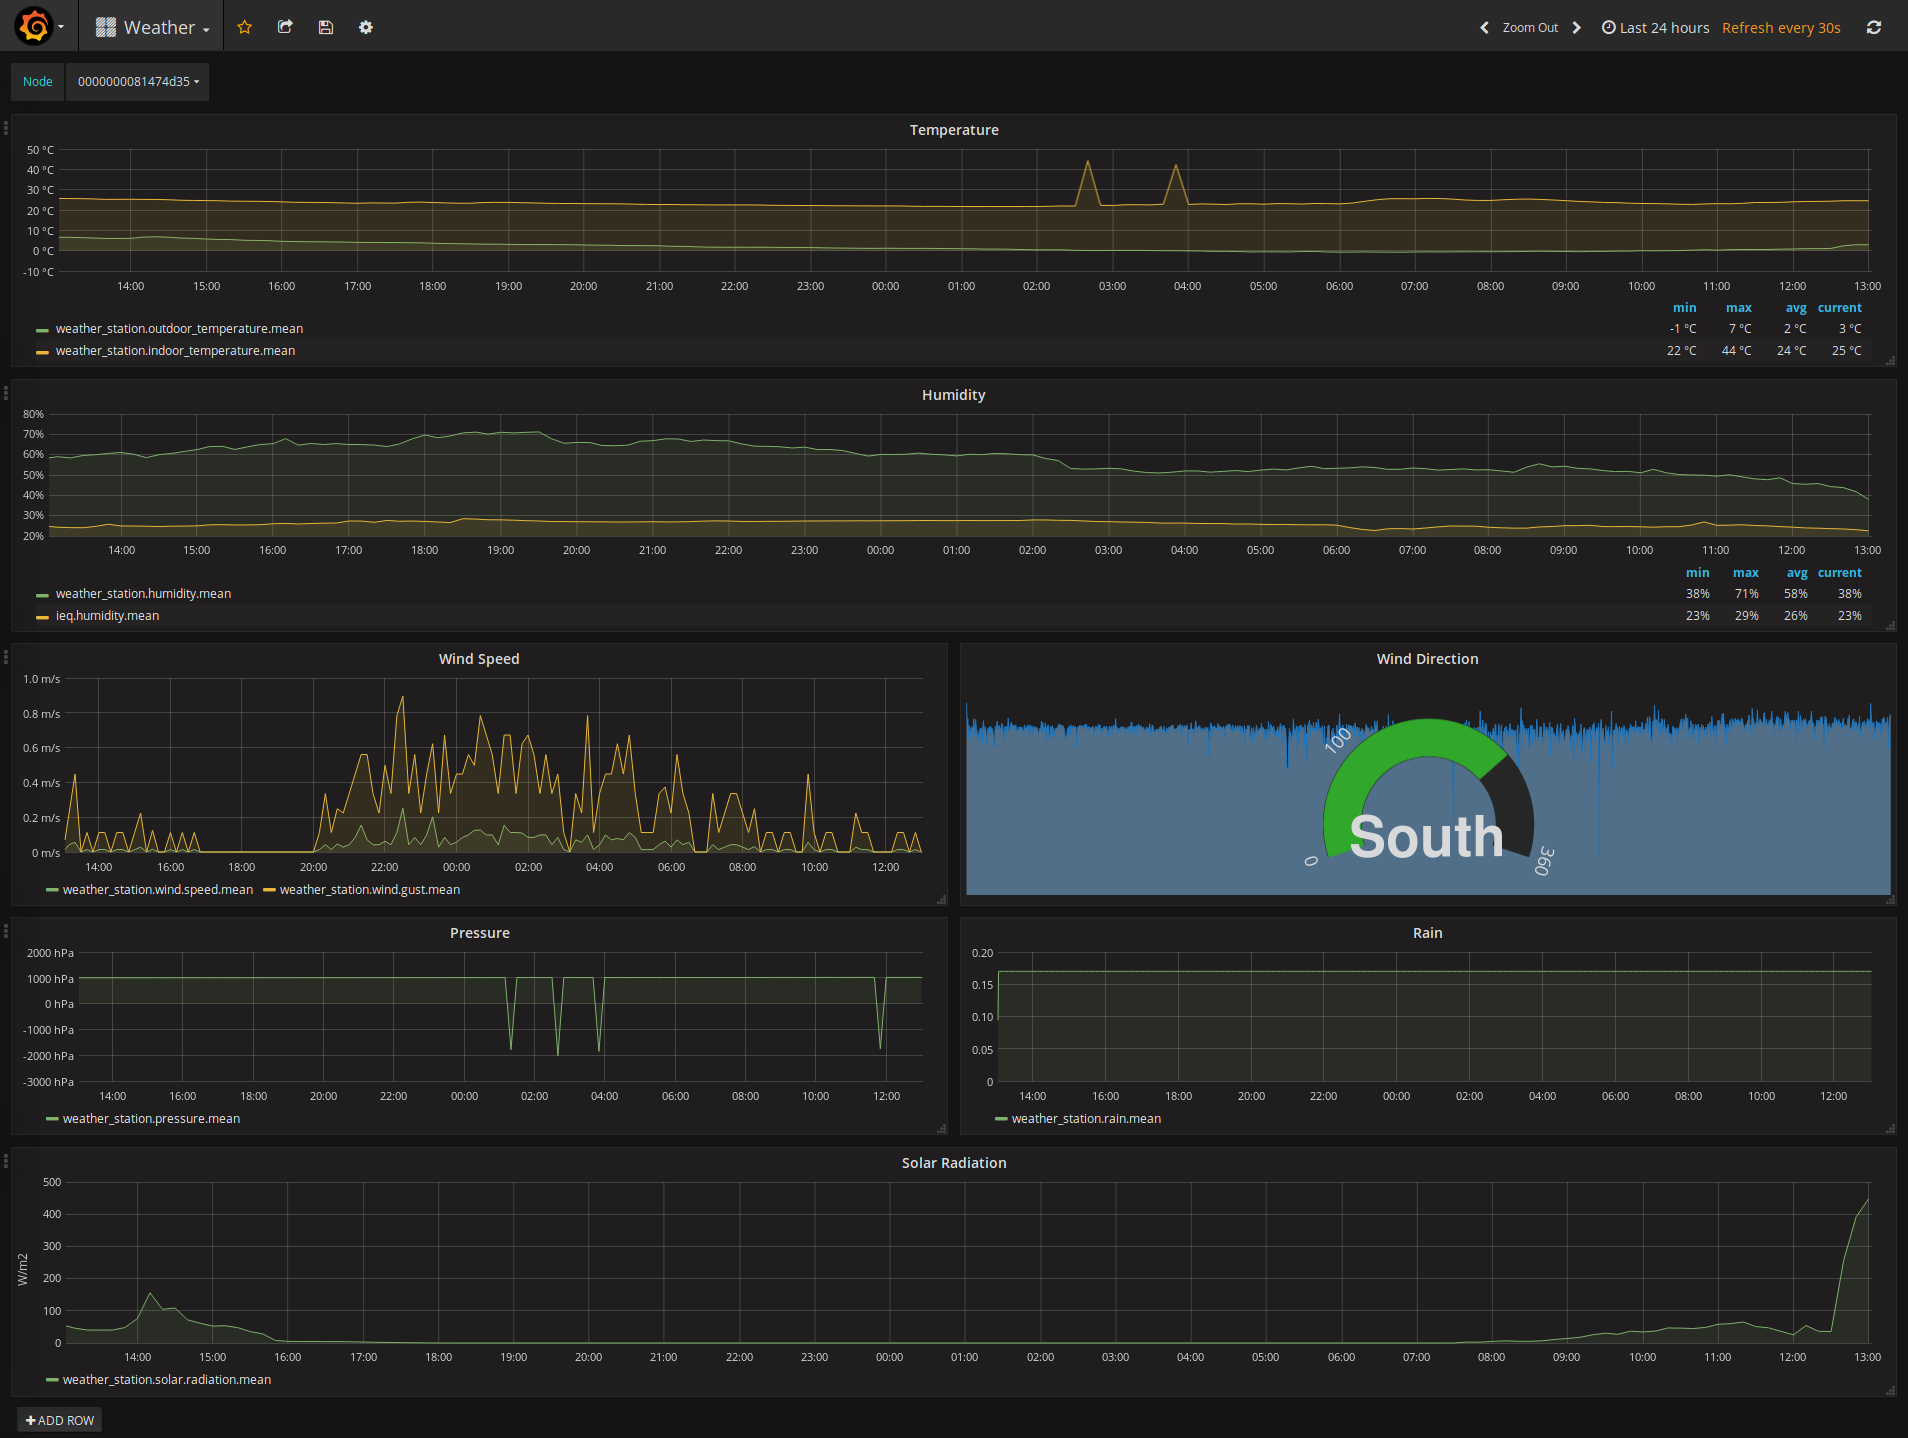 Weather
Zoom Out Last 24 hours Refresh every 30s
Node 0000000081474d35
Temperature
50 °C
40 °C
30 °C
20 °C
10 °C
0 °C
-10 °C
14:00 15:00 16:00 17:00 18:00 19:00 20:00 21:00 22:00 23:00 00:00 01:00 02:00 03:00 04:00 05:00 06:00 07:00 08:00 09:00 10:00 11:00 12:00 13:00
min max avg current
weather_station.outdoor_temperature.mean -1 °C 7 °C 2 °C 3 °C
weather_station.indoor_temperature.mean 22 °C 44 °C 24 °C 25 °C
Humidity
80%
70%
60%
50%
40%
30%
20%
14:00 15:00 16:00 17:00 18:00 19:00 20:00 21:00 22:00 23:00 00:00 01:00 02:00 03:00 04:00 05:00 06:00 07:00 08:00 09:00 10:00 11:00 12:00 13:00
min max avg current
weather_station.humidity.mean 38% 71% 58% 38%
ieq.humidity.mean 23% 29% 26% 23%
Wind Speed
1.0 m/s
0.8 m/s
0.6 m/s
0.4 m/s
0.2 m/s
0 m/s
14:00 16:00 18:00 20:00 22:00 00:00 02:00 04:00 06:00 08:00 10:00 12:00
weather_station.wind.speed.mean weather_station.wind.gust.mean
Wind Direction
100
South
0 360
Pressure
2000 hPa
1000 hPa
0 hPa
-1000 hPa
-2000 hPa
-3000 hPa
14:00 16:00 18:00 20:00 22:00 00:00 02:00 04:00 06:00 08:00 10:00 12:00
weather_station.pressure.mean
Rain
0.20
0.15
0.10
0.05
0
14:00 16:00 18:00 20:00 22:00 00:00 02:00 04:00 06:00 08:00 10:00 12:00
weather_station.rain.mean
Solar Radiation
W/m2
500
400
300
200
100
0
14:00 15:00 16:00 17:00 18:00 19:00 20:00 21:00 22:00 23:00 00:00 01:00 02:00 03:00 04:00 05:00 06:00 07:00 08:00 09:00 10:00 11:00 12:00 13:00
weather_station.solar.radiation.mean
ADD ROW